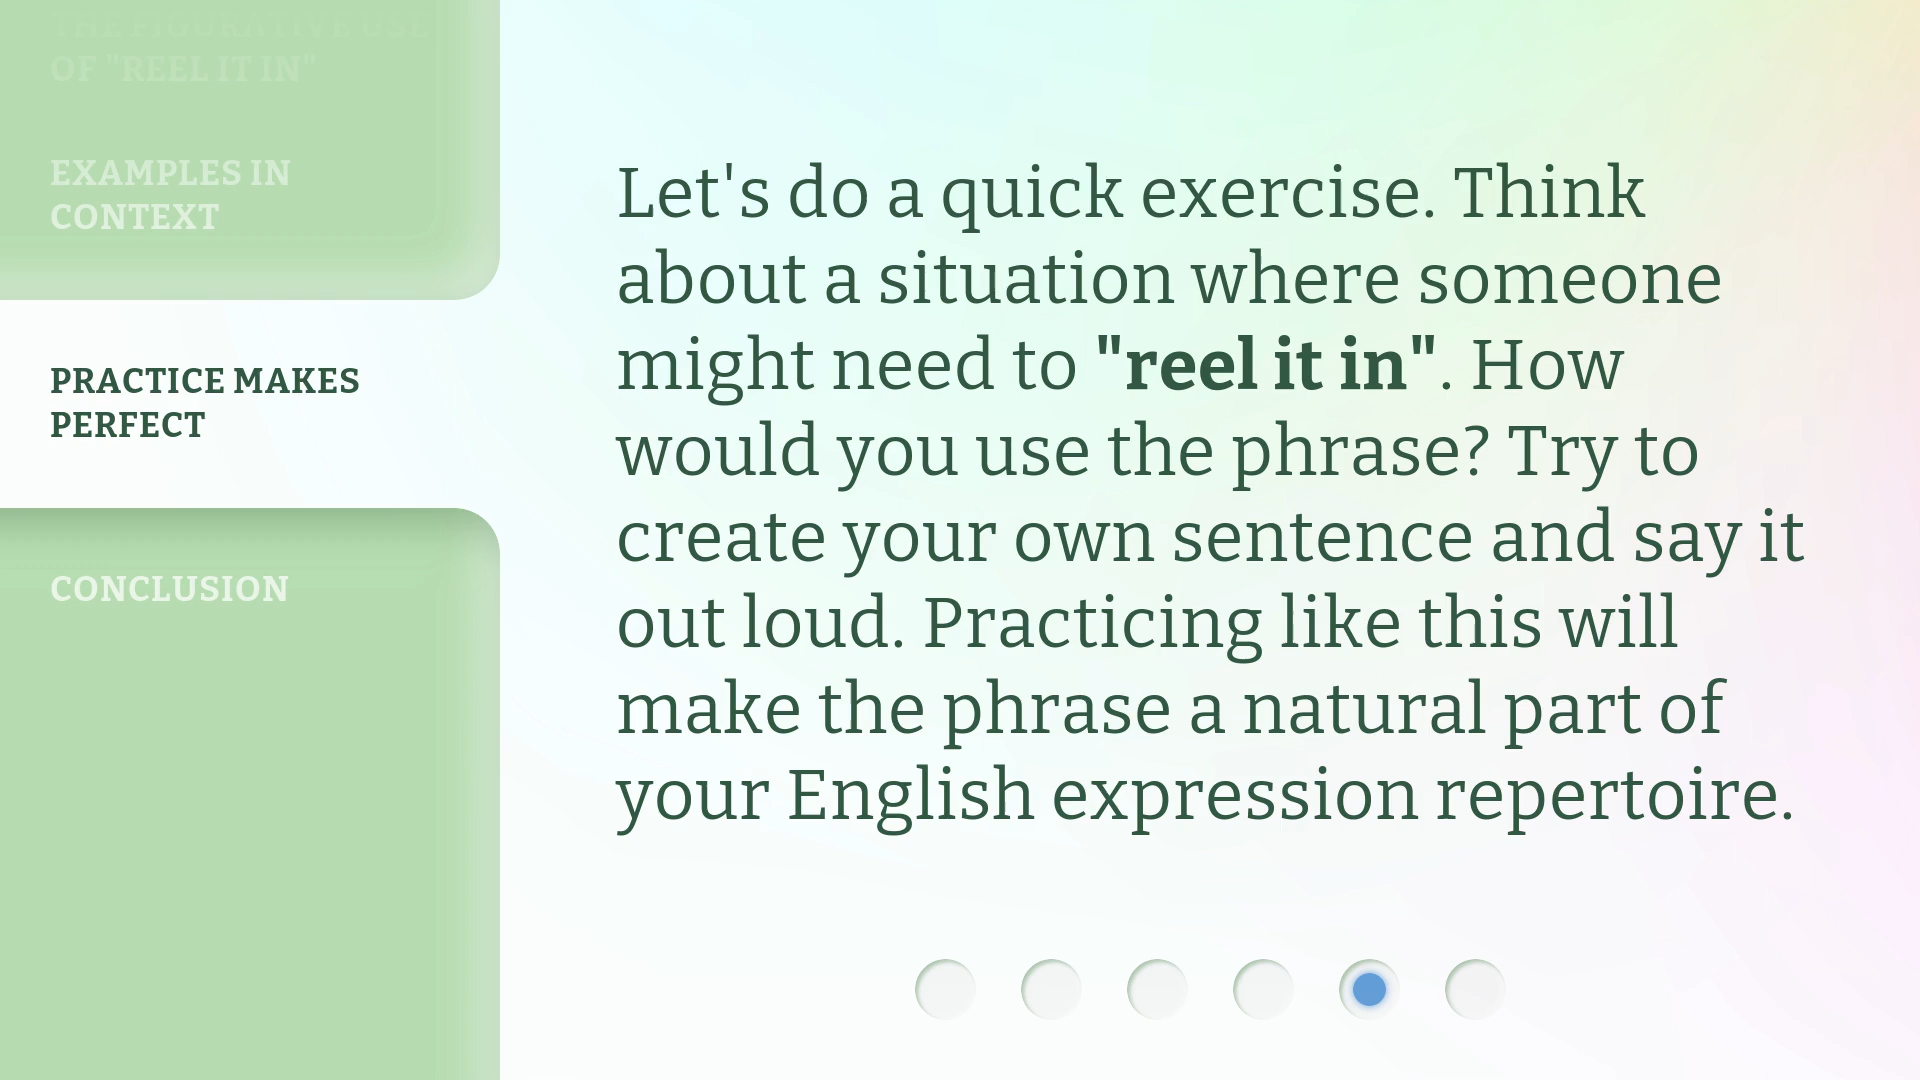 THE FIGURATIVE USE
OF "REEL IT IN"
EXAMPLES IN
CONTEXT
PRACTICE MAKES
PERFECT
CONCLUSION
Let's do a quick exercise. Think
about a situation where someone
might need to "reel it in". How
would you use the phrase? Try to
create your own sentence and say it
out loud. Practicing like this will
make the phrase a natural part of
your English expression repertoire.